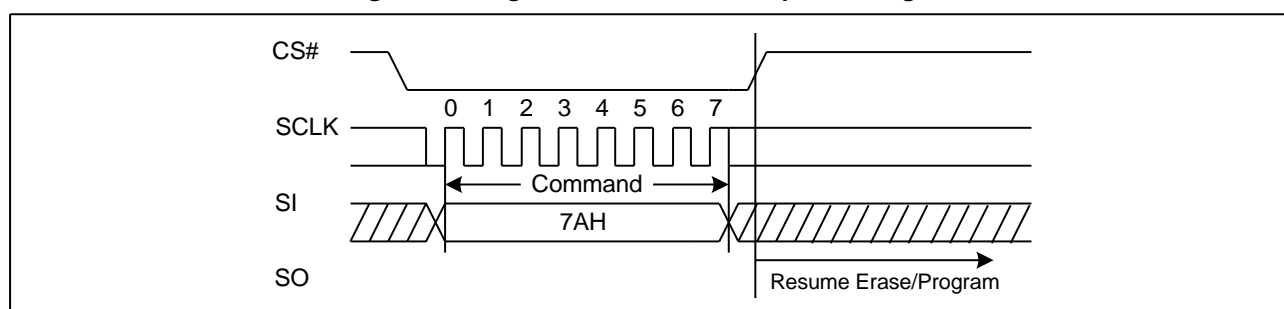 CS#
0 1 2 3 4 5 6 7
SCLK
Command
SI
7AH
SO
Resume Erase/Program